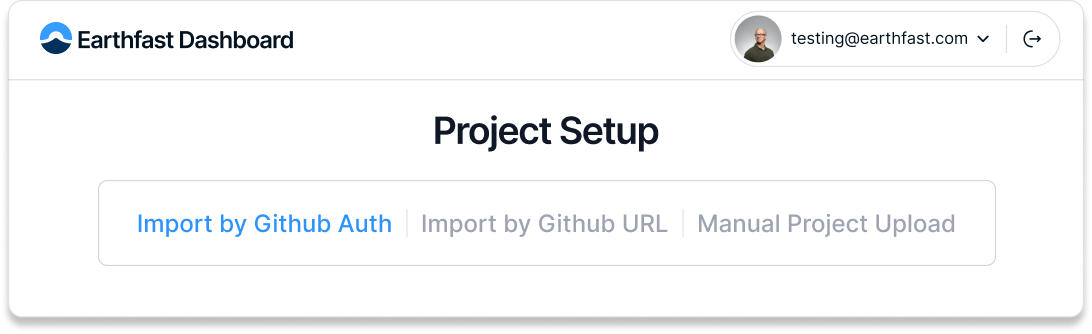 Earthfast Dashboard
testing@earthfast.com
Project Setup
Import by Github Auth
Import by Github URL
Manual Project Upload